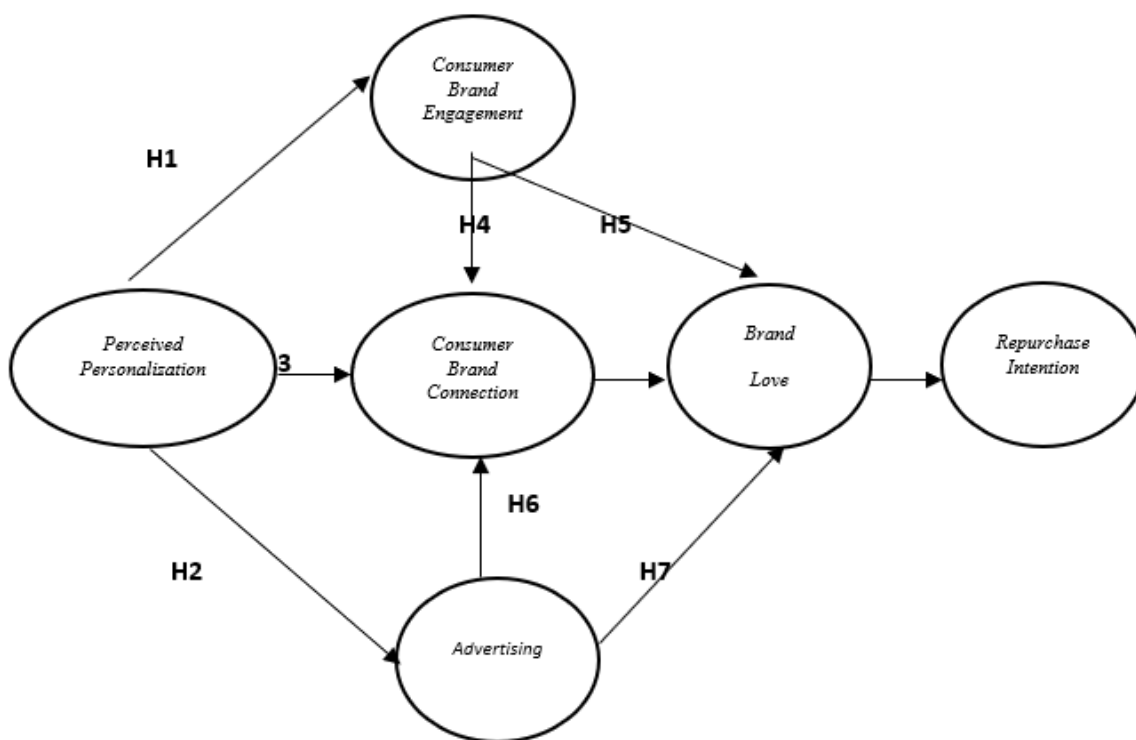 Consumer
Brand
Engagement
H1
H4
H5
Perceived
Personalization
3
Consumer
Brand
Connection
Brand
Love
Repurchase
Intention
H6
H2
H7
Advertising